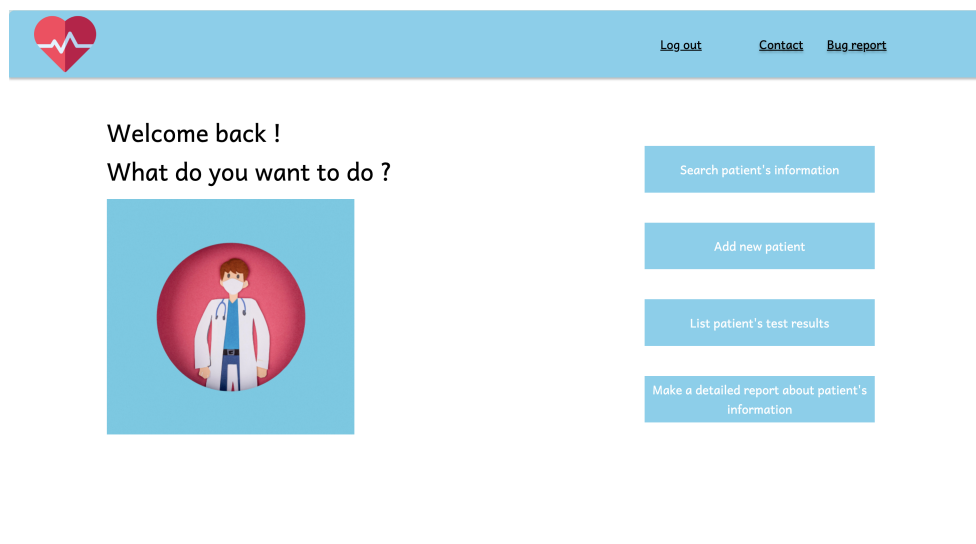 Log out
Contact
Bug report
Welcome back !
What do you want to do ?
Search patient's information
Add new patient
List patient's test results
Make a detailed report about patient's
information